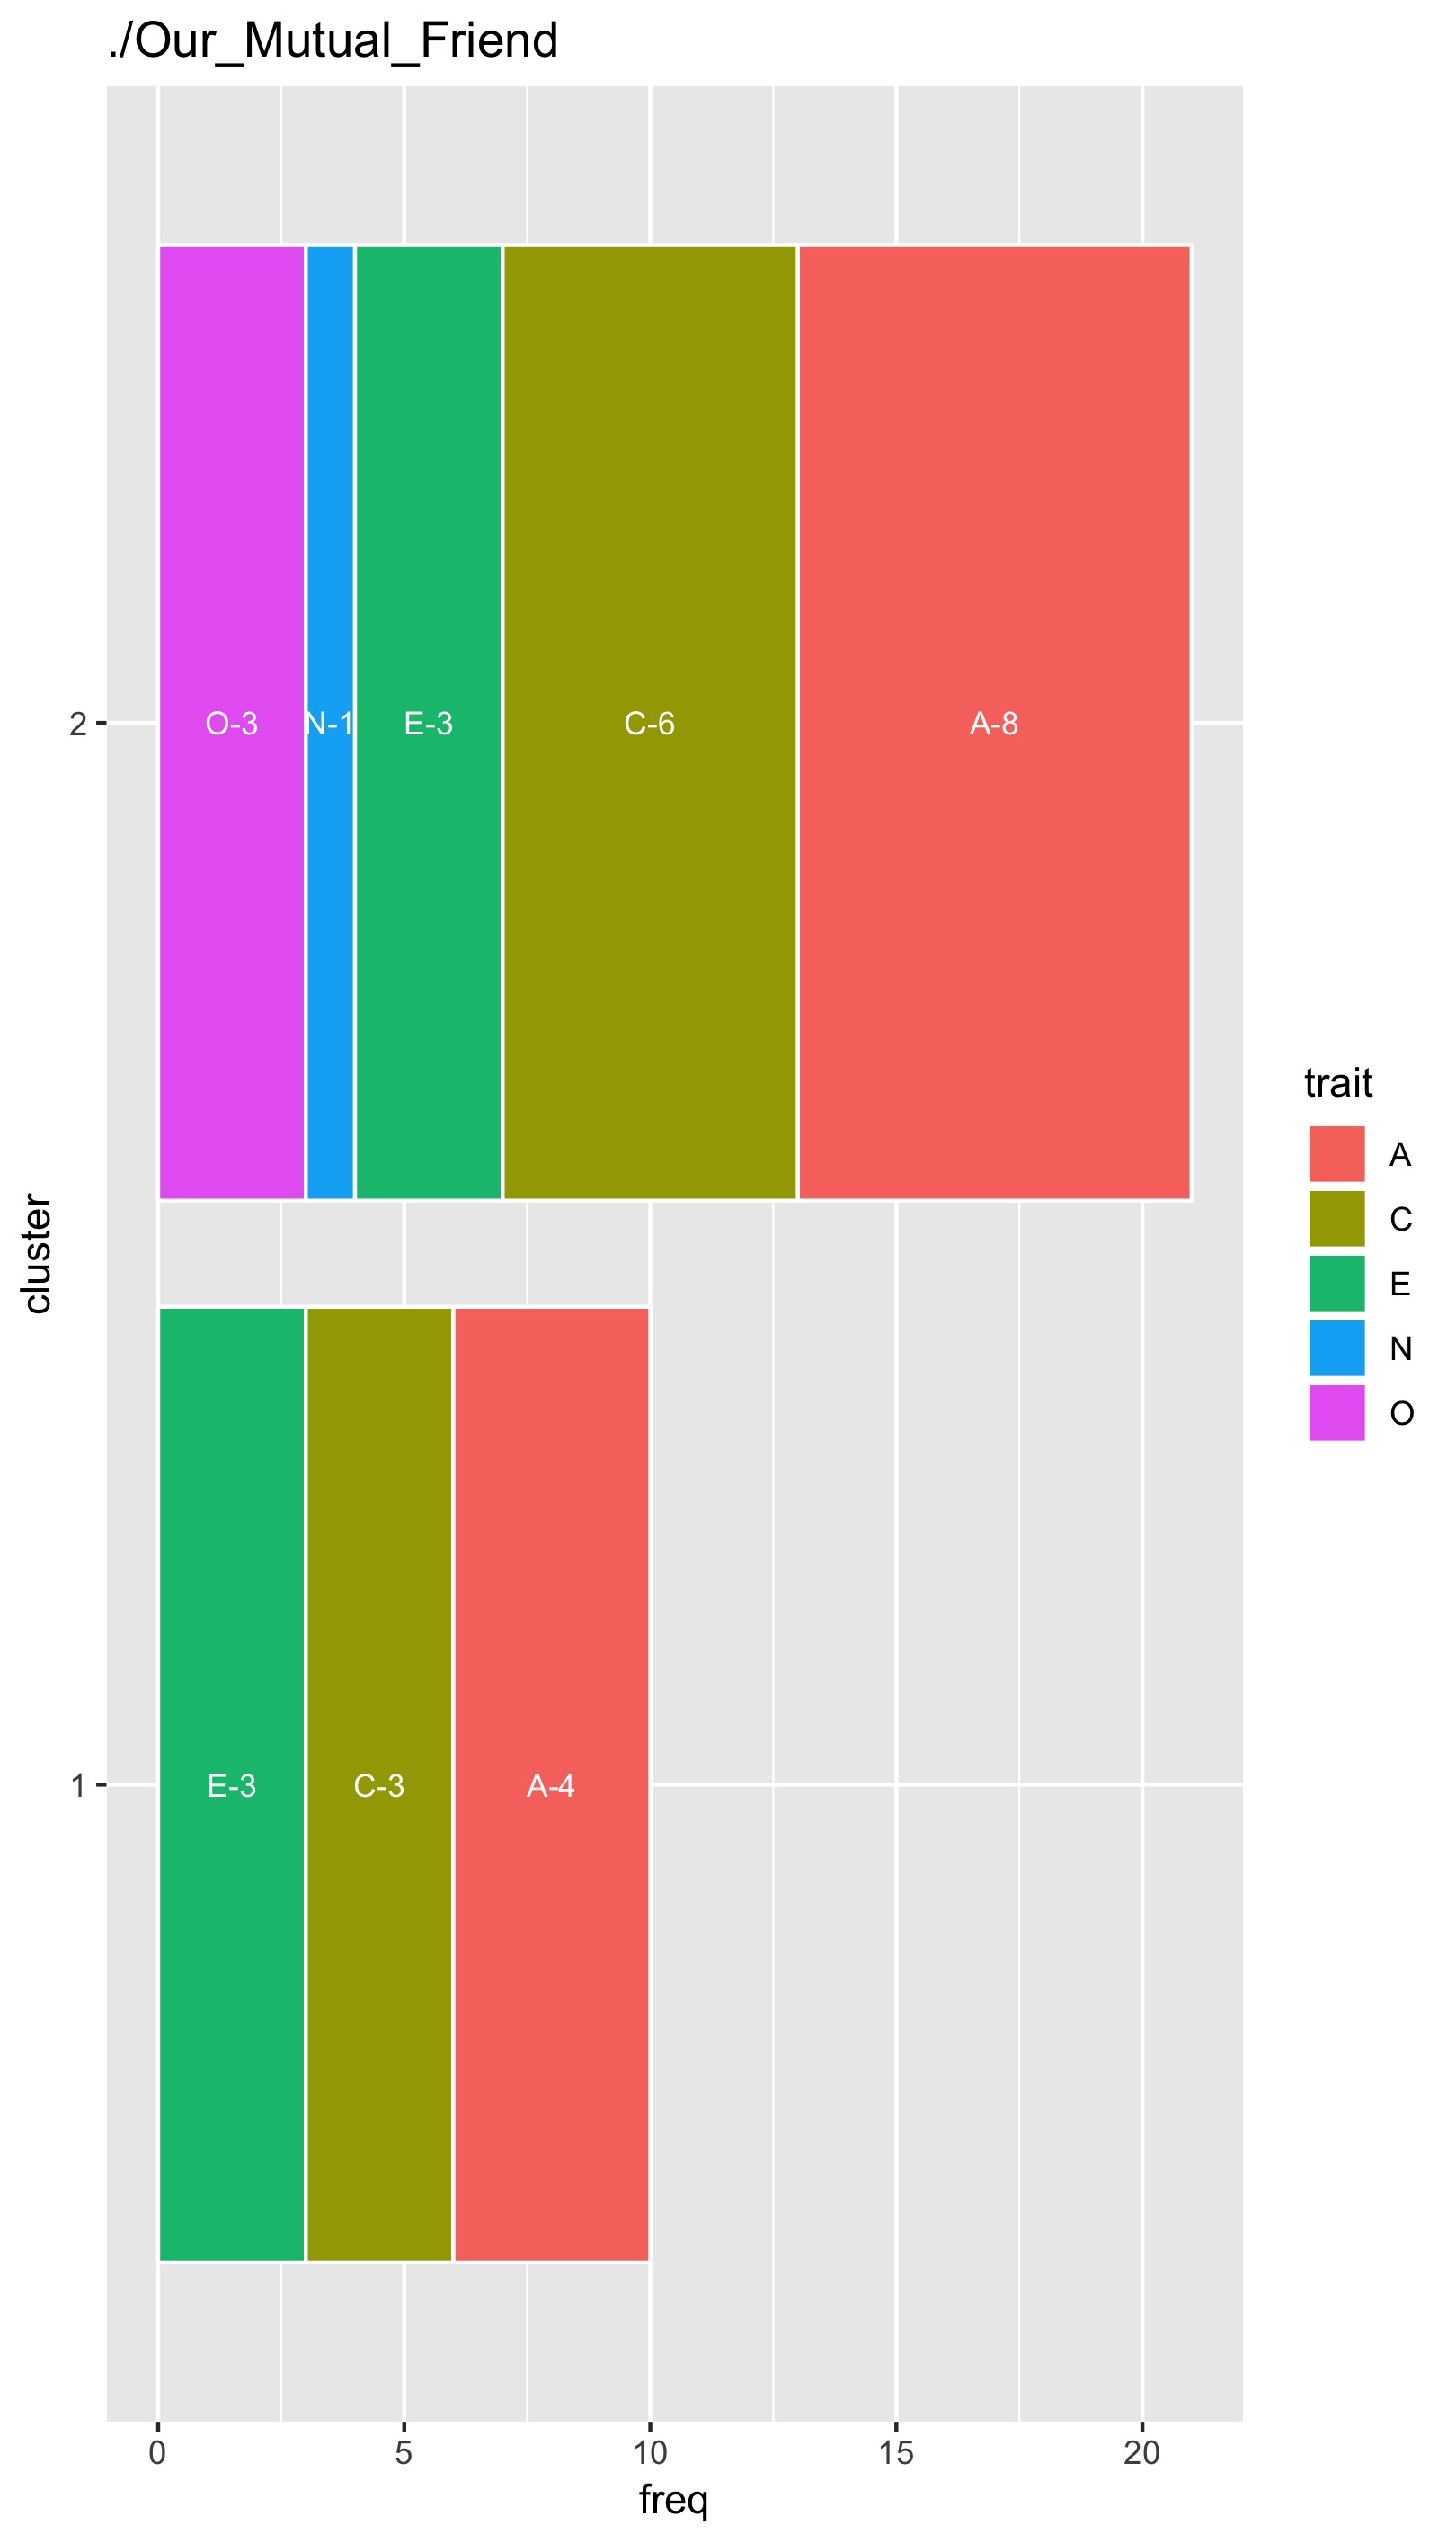 ./Our_Mutual_Friend
cluster
2
O-3 N-1 E-3 C-6 A-8
1
E-3 C-3 A-4
0 5 10 15 20
freq
trait
A
C
E
N
O